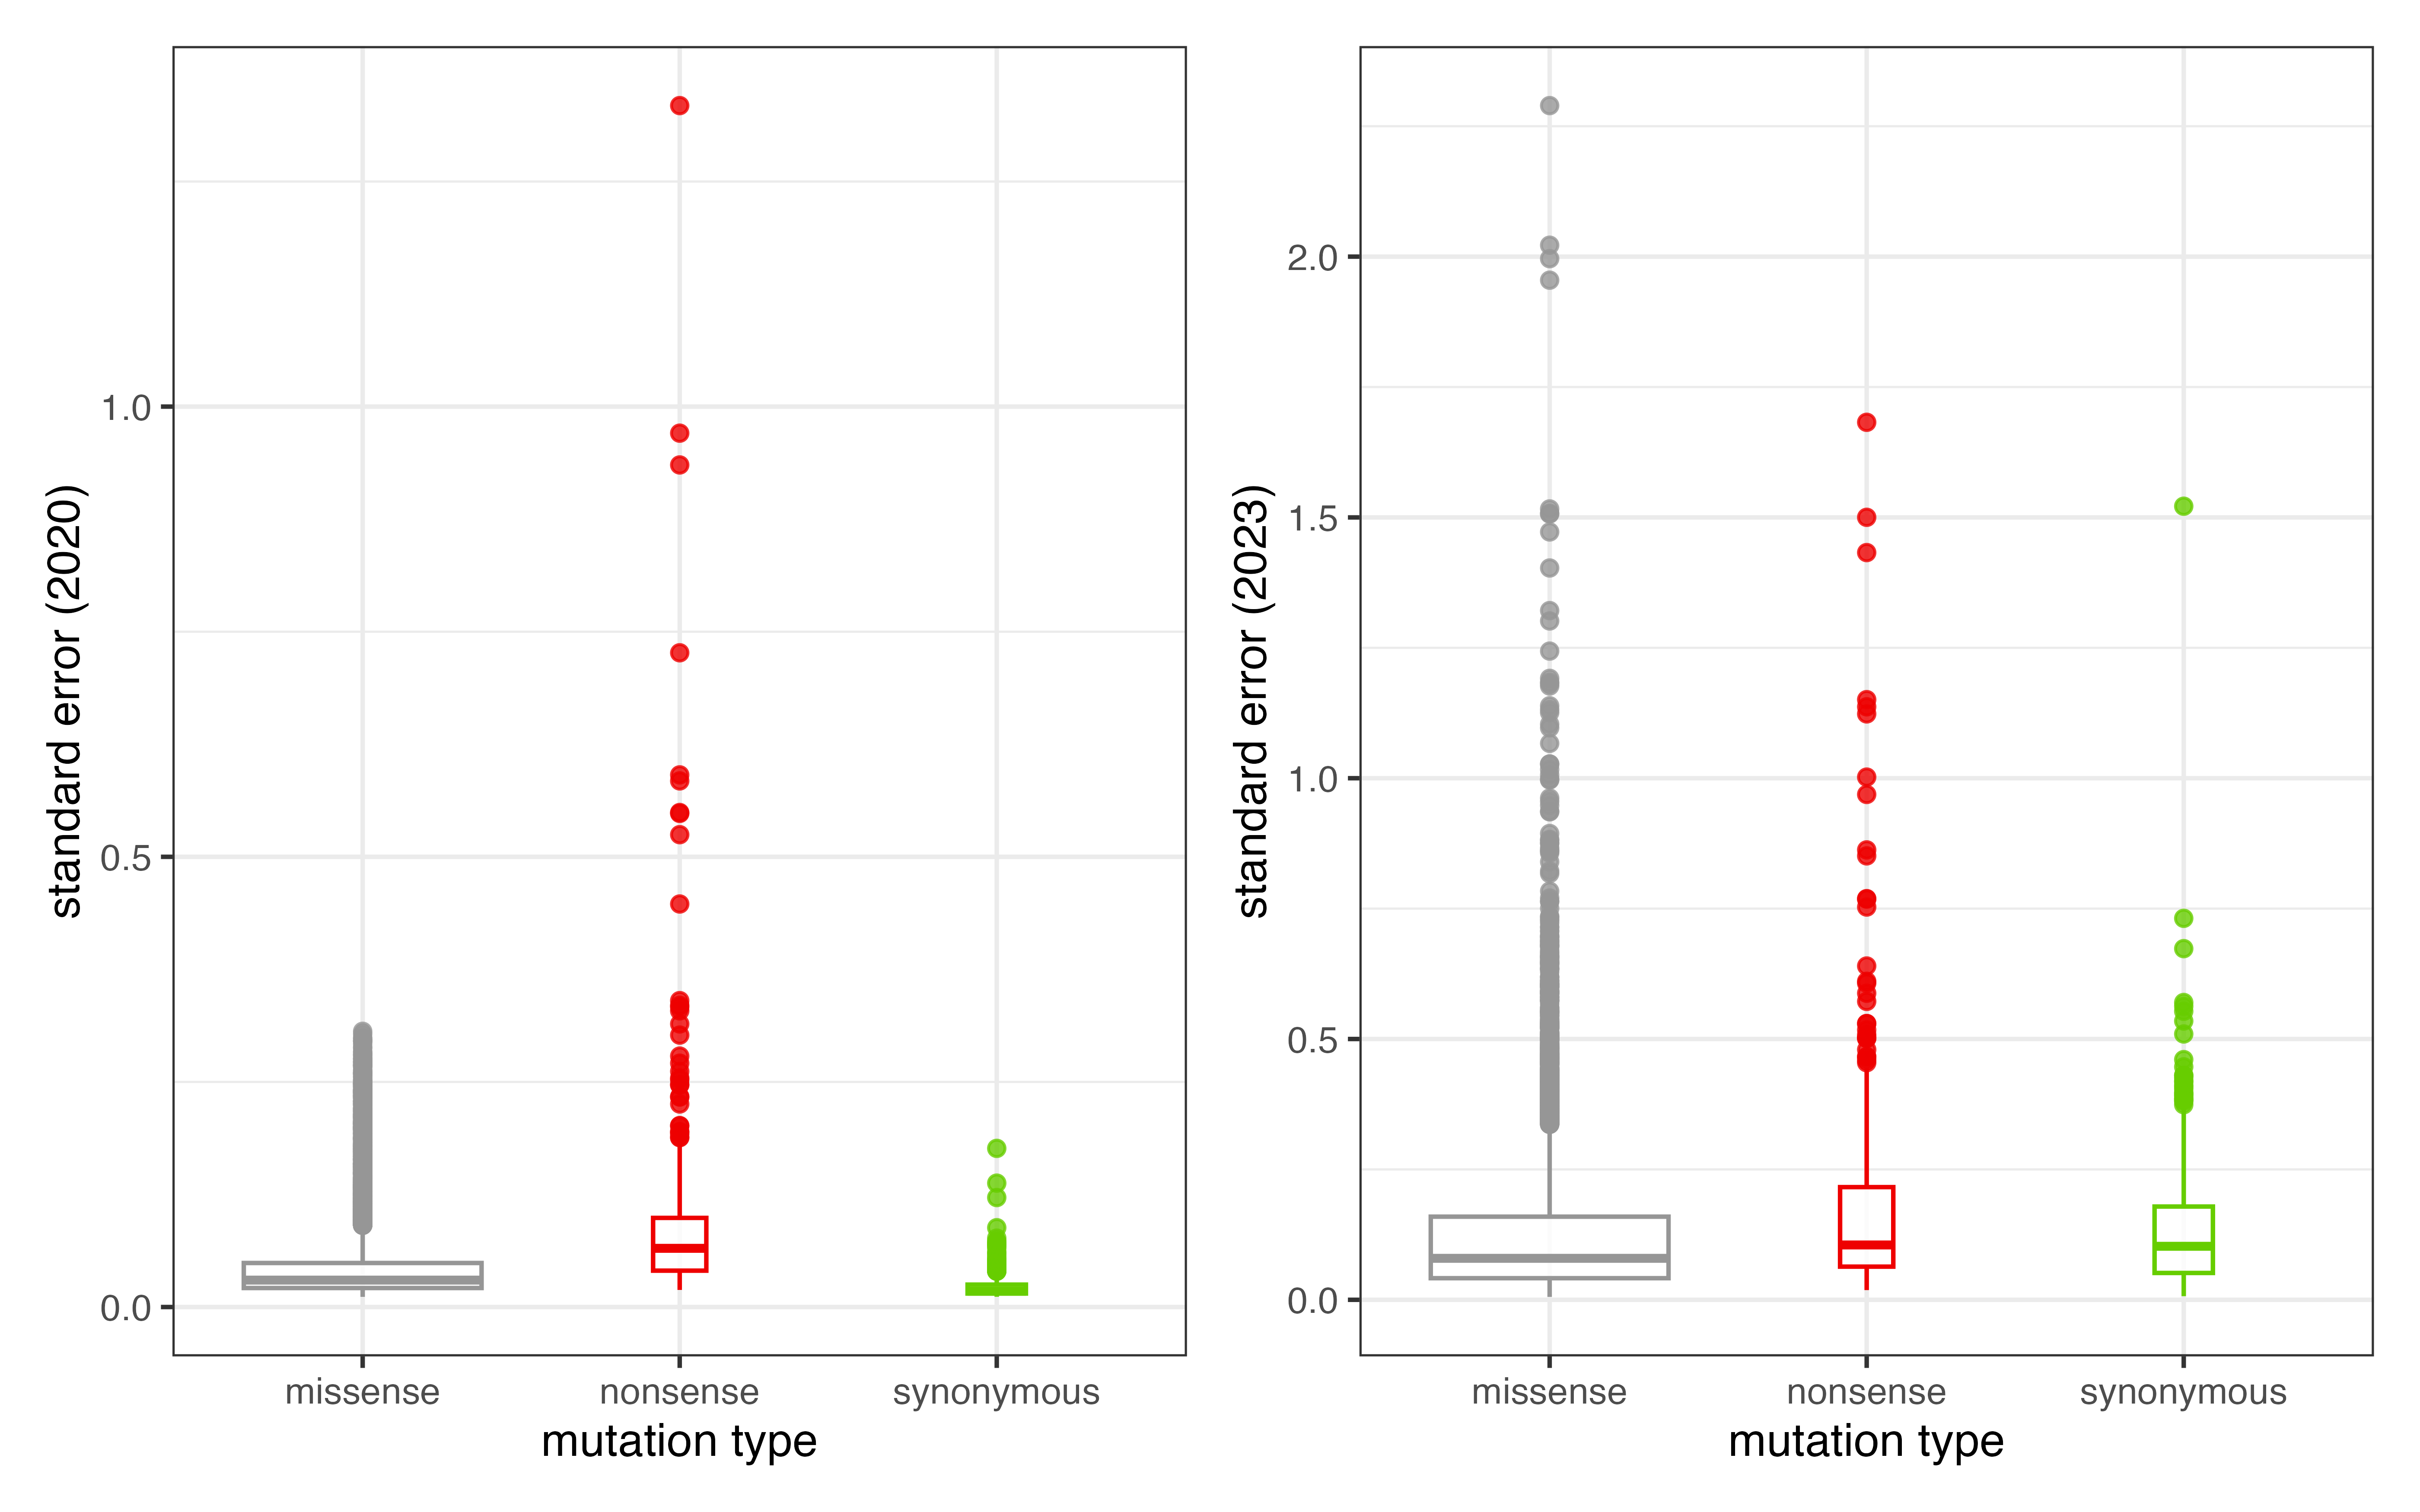 standard error (2020)
1.0
0.5
0.0
missense nonsense synonymous
mutation type
standard error (2023)
2.0
1.5
1.0
0.5
0.0
missense nonsense synonymous
mutation type